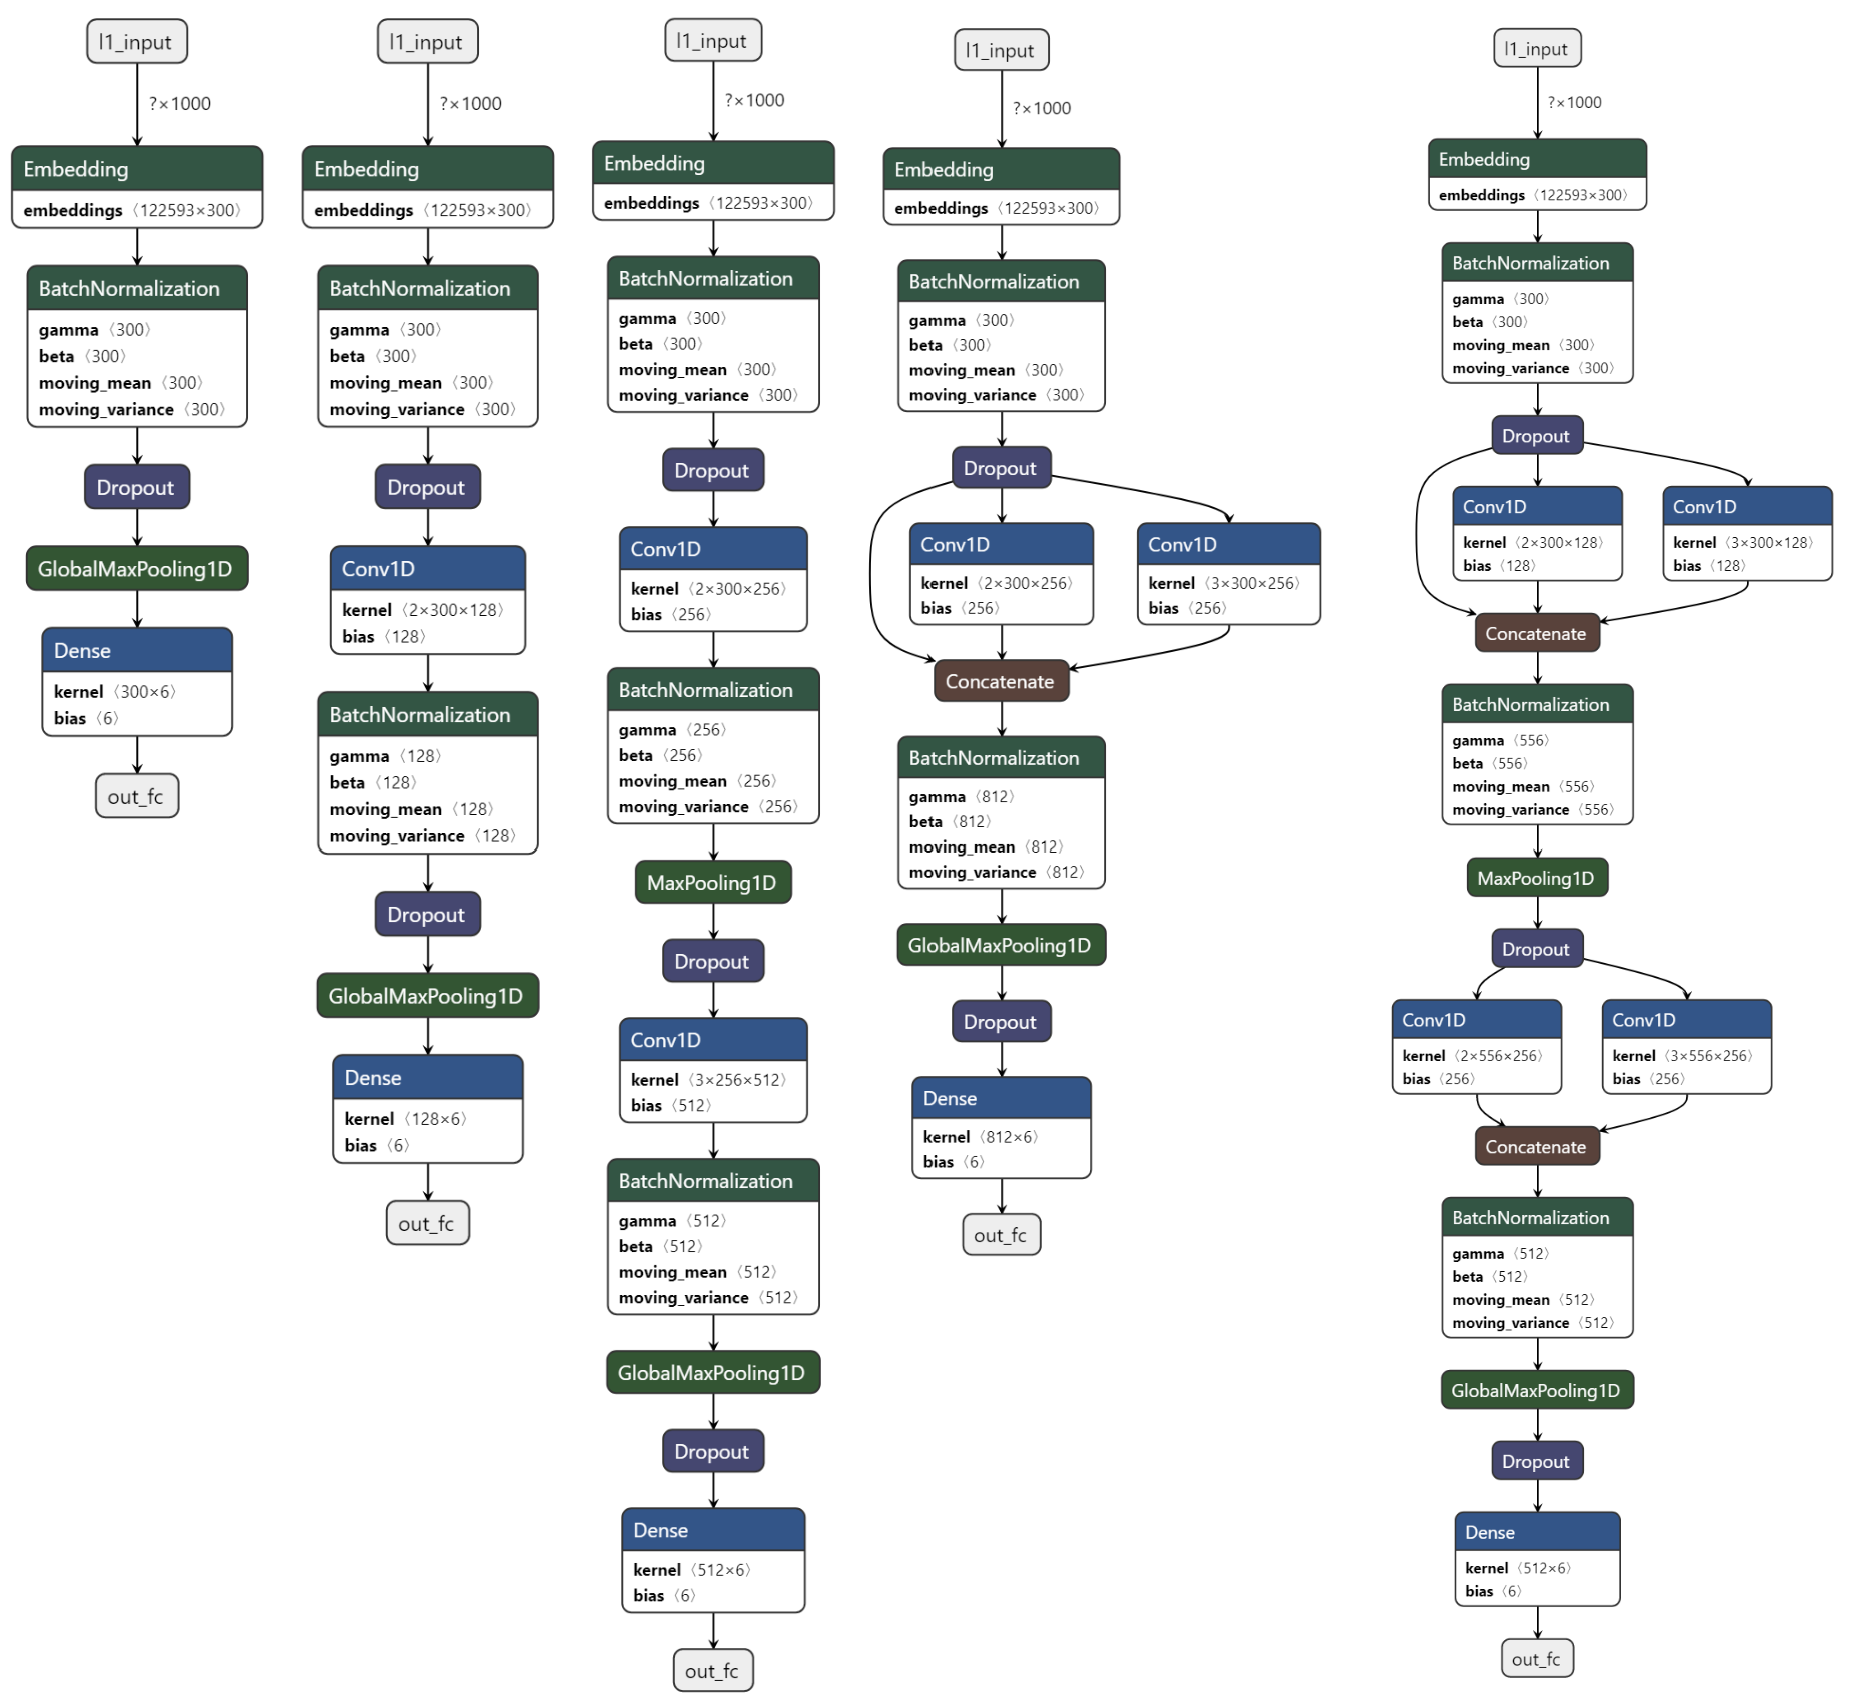 l1_input
?×1000
Embedding
embeddings 〈122593×300〉
BatchNormalization
gamma 〈300〉
beta 〈300〉
moving_mean 〈300〉
moving_variance 〈300〉
Dropout
GlobalMaxPooling1D
Dense
kernel 〈300×6〉
bias 〈6〉
out_fc
l1_input
?×1000
Embedding
embeddings 〈122593×300〉
BatchNormalization
gamma 〈300〉
beta 〈300〉
moving_mean 〈300〉
moving_variance 〈300〉
Dropout
Conv1D
kernel 〈2×300×128〉
bias 〈128〉
BatchNormalization
gamma 〈128〉
beta 〈128〉
moving_mean 〈128〉
moving_variance 〈128〉
Dropout
GlobalMaxPooling1D
Dense
kernel 〈128×6〉
bias 〈6〉
out_fc
l1_input
?×1000
Embedding
embeddings 〈122593×300〉
BatchNormalization
gamma 〈300〉
beta 〈300〉
moving_mean 〈300〉
moving_variance 〈300〉
Dropout
Conv1D
kernel 〈2×300×256〉
bias 〈256〉
BatchNormalization
gamma 〈256〉
beta 〈256〉
moving_mean 〈256〉
moving_variance 〈256〉
MaxPooling1D
Dropout
Conv1D
kernel 〈3×256×512〉
bias 〈512〉
BatchNormalization
gamma 〈512〉
beta 〈512〉
moving_mean 〈512〉
moving_variance 〈512〉
GlobalMaxPooling1D
Dropout
Dense
kernel 〈512×6〉
bias 〈6〉
out_fc
l1_input
?×1000
Embedding
embeddings 〈122593×300〉
BatchNormalization
gamma 〈300〉
beta 〈300〉
moving_mean 〈300〉
moving_variance 〈300〉
Dropout
Conv1D
kernel 〈2×300×256〉
bias 〈256〉
Conv1D
kernel 〈3×300×256〉
bias 〈256〉
Concatenate
BatchNormalization
gamma 〈812〉
beta 〈812〉
moving_mean 〈812〉
moving_variance 〈812〉
GlobalMaxPooling1D
Dropout
Dense
kernel 〈812×6〉
bias 〈6〉
out_fc
l1_input
?×1000
Embedding
embeddings 〈122593×300〉
BatchNormalization
gamma 〈300〉
beta 〈300〉
moving_mean 〈300〉
moving_variance 〈300〉
Dropout
Conv1D
kernel 〈2×300×128〉
bias 〈128〉
Conv1D
kernel 〈3×300×128〉
bias 〈128〉
Concatenate
BatchNormalization
gamma 〈556〉
beta 〈556〉
moving_mean 〈556〉
moving_variance 〈556〉
MaxPooling1D
Dropout
Conv1D
kernel 〈2×556×256〉
bias 〈256〉
Conv1D
kernel 〈3×556×256〉
bias 〈256〉
Concatenate
BatchNormalization
gamma 〈512〉
beta 〈512〉
moving_mean 〈512〉
moving_variance 〈512〉
GlobalMaxPooling1D
Dropout
Dense
kernel 〈512×6〉
bias 〈6〉
out_fc